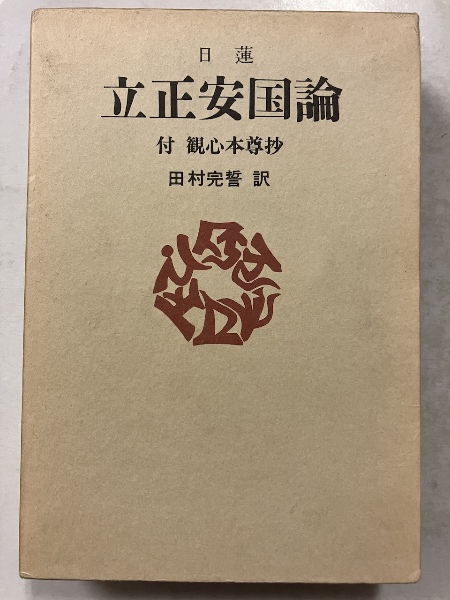 日蓮
立正安国論
付 観心本尊抄
田村完誓 訳